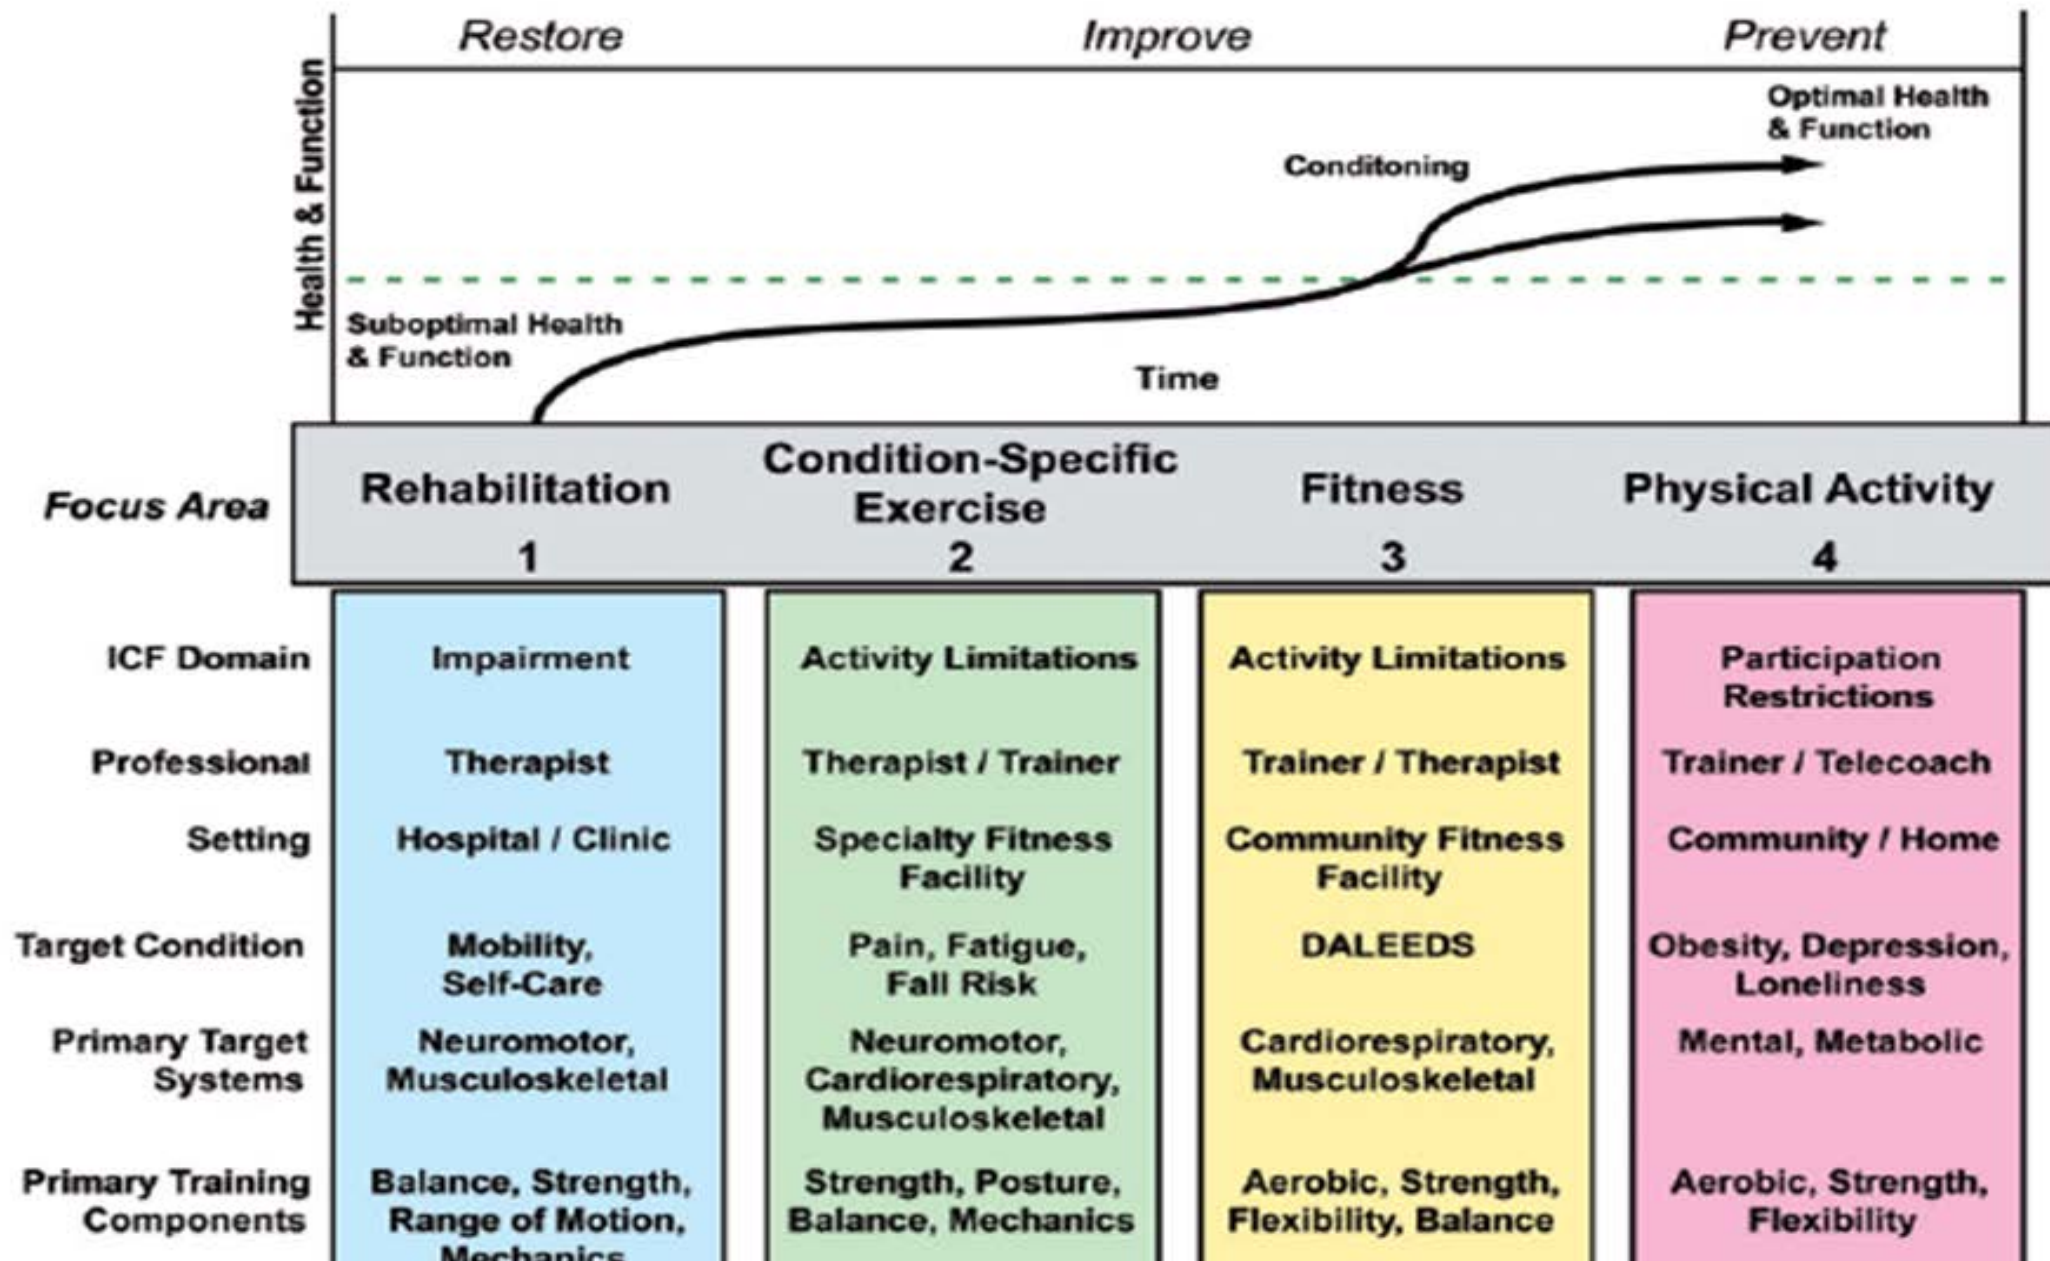 Restore
Improve
Prevent
Health & Function
Optimal Health
& Function
Conditoning
Suboptimal Health
& Function
Time
Focus Area
Rehabilitation
1
Condition-Specific
Exercise
2
Fitness
3
Physical Activity
4
ICF Domain
Impairment
Activity Limitations
Activity Limitations
Participation
Restrictions
Professional
Therapist
Therapist / Trainer
Trainer / Therapist
Trainer / Telecoach
Setting
Hospital / Clinic
Specialty Fitness
Facility
Community Fitness
Facility
Community / Home
Target Condition
Mobility,
Self-Care
Pain, Fatigue,
Fall Risk
DALEEDS
Obesity, Depression,
Loneliness
Primary Target
Systems
Neuromotor,
Musculoskeletal
Neuromotor,
Cardiorespiratory,
Musculoskeletal
Cardiorespiratory,
Musculoskeletal
Mental, Metabolic
Primary Training
Components
Balance, Strength,
Range of Motion,
Mechanics
Strength, Posture,
Balance, Mechanics
Aerobic, Strength,
Flexibility, Balance
Aerobic, Strength,
Flexibility